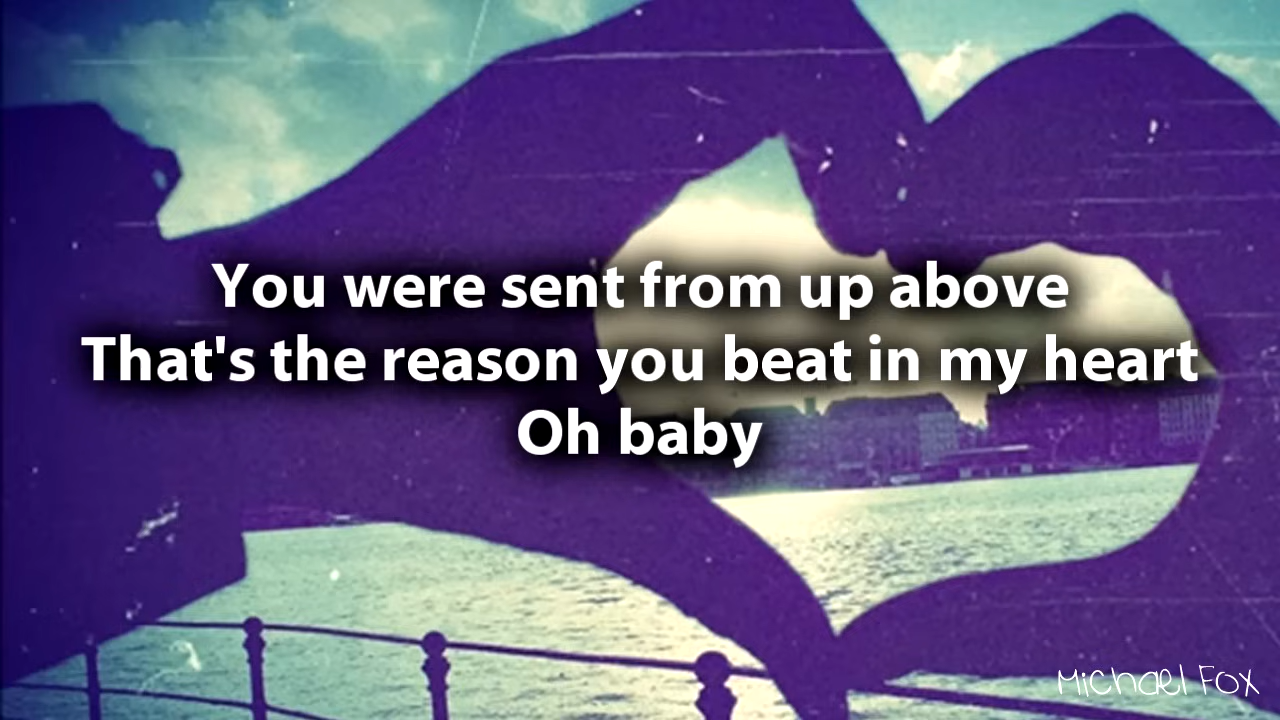 You were sent from up above
That's the reason you beat in my heart
Oh baby
Michael Fox